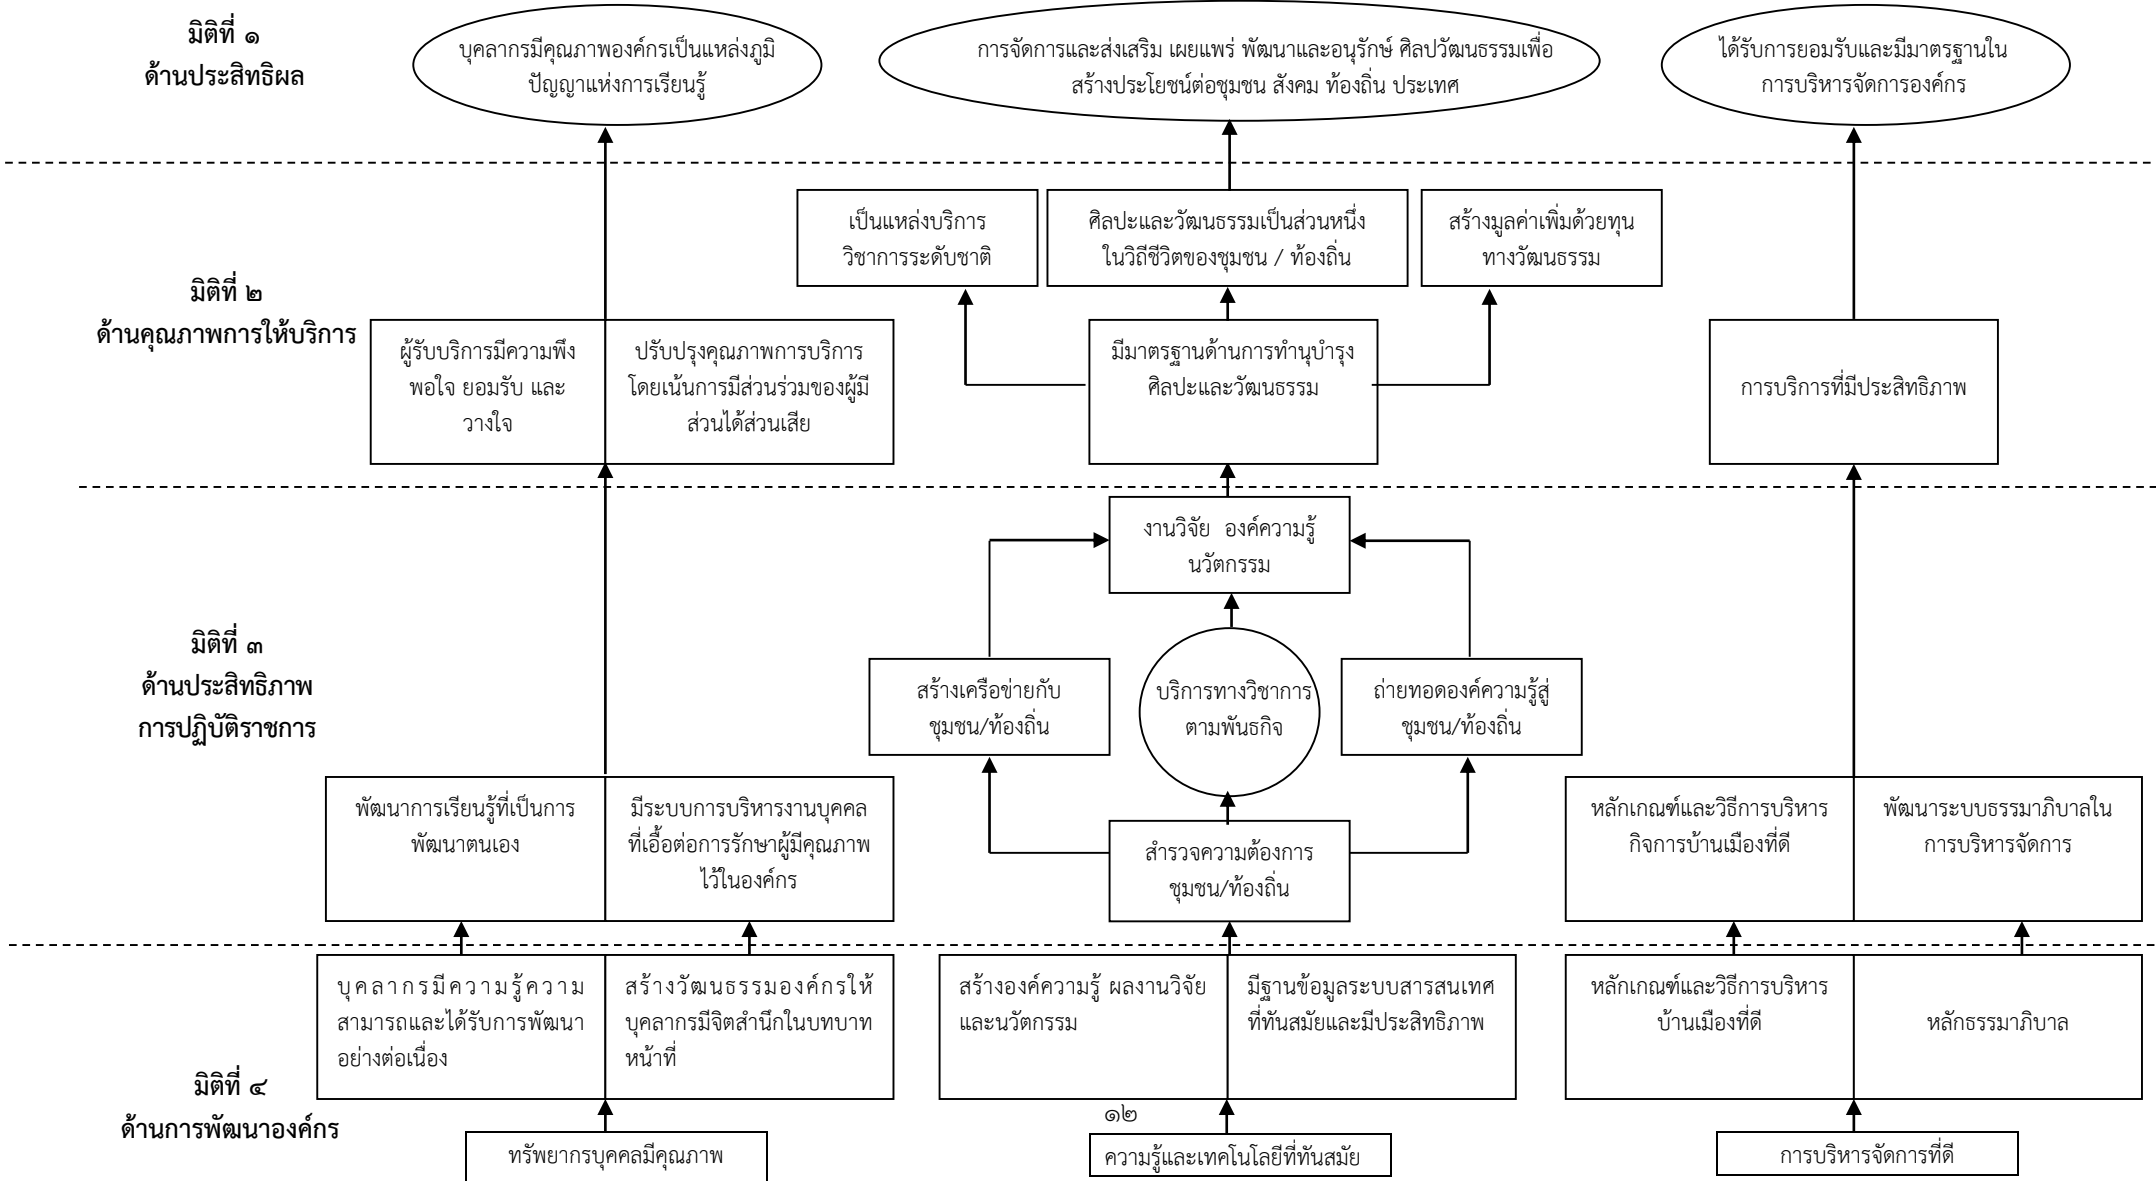 มิติที่ ๑
ด้านประสิทธิผล
บุคลากรมีคุณภาพองค์กรเป็นแหล่งภูมิ
ปัญญาแห่งการเรียนรู้
การจัดการและส่งเสริม เผยแพร่ พัฒนาและอนุรักษ์ ศิลปวัฒนธรรมเพื่อ
สร้างประโยชน์ต่อชุมชน สังคม ท้องถิ่น ประเทศ
ได้รับการยอมรับและมีมาตรฐานใน
การบริหารจัดการองค์กร
มิติที่ ๒
ด้านคุณภาพการให้บริการ
เป็นแหล่งบริการ
วิชาการระดับชาติ
ศิลปะและวัฒนธรรมเป็นส่วนหนึ่ง
ในวิถีชีวิตของชุมชน / ท้องถิ่น
สร้างมูลค่าเพิ่มด้วยทุน
ทางวัฒนธรรม
ผู้รับบริการมีความพึง
พอใจ ยอมรับ และ
วางใจ
ปรับปรุงคุณภาพการบริการ
โดยเน้นการมีส่วนร่วมของผู้มี
ส่วนได้ส่วนเสีย
มีมาตรฐานด้านการทำนุบำรุง
ศิลปะและวัฒนธรรม
การบริการที่มีประสิทธิภาพ
มิติที่ ๓
ด้านประสิทธิภาพ
การปฏิบัติราชการ
งานวิจัย องค์ความรู้
นวัตกรรม
สร้างเครือข่ายกับ
ชุมชน/ท้องถิ่น
บริการทางวิชาการ
ตามพันธกิจ
ถ่ายทอดองค์ความรู้สู่
ชุมชน/ท้องถิ่น
พัฒนาการเรียนรู้ที่เป็นการ
พัฒนาตนเอง
มีระบบการบริหารงานบุคคล
ที่เอื้อต่อการรักษาผู้มีคุณภาพ
ไว้ในองค์กร
สำรวจความต้องการ
ชุมชน/ท้องถิ่น
หลักเกณฑ์และวิธีการบริหาร
กิจการบ้านเมืองที่ดี
พัฒนาระบบธรรมาภิบาลใน
การบริหารจัดการ
มิติที่ ๔
ด้านการพัฒนาองค์กร
บุคลากรมีความรู้ความ
สามารถและได้รับการพัฒนา
อย่างต่อเนื่อง
สร้างวัฒนธรรมองค์กรให้
บุคลากรมีจิตสำนึกในบทบาท
หน้าที่
สร้างองค์ความรู้ ผลงานวิจัย
และนวัตกรรม
มีฐานข้อมูลระบบสารสนเทศ
ที่ทันสมัยและมีประสิทธิภาพ
หลักเกณฑ์และวิธีการบริหาร
บ้านเมืองที่ดี
หลักธรรมาภิบาล
๑๒
ทรัพยากรบุคคลมีคุณภาพ
ความรู้และเทคโนโลยีที่ทันสมัย
การบริหารจัดการที่ดี